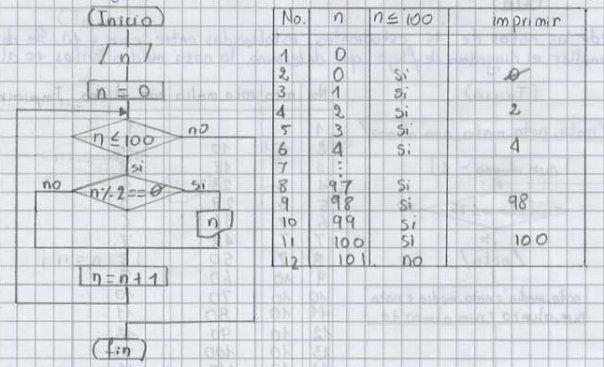 (Inicio)
/ n /
n = 0
n ≤ 100
no
si
n % 2 == 0
no
si
n
n = n + 1
(fin)
No. n n ≤ 100 imprimir
1 0
2 0 si 0
3 1 si
4 2 si 2
5 3 si
6 4 si 4
7 ⋮
8 97 si
9 98 si 98
10 99 si
11 100 si 100
12 101 no